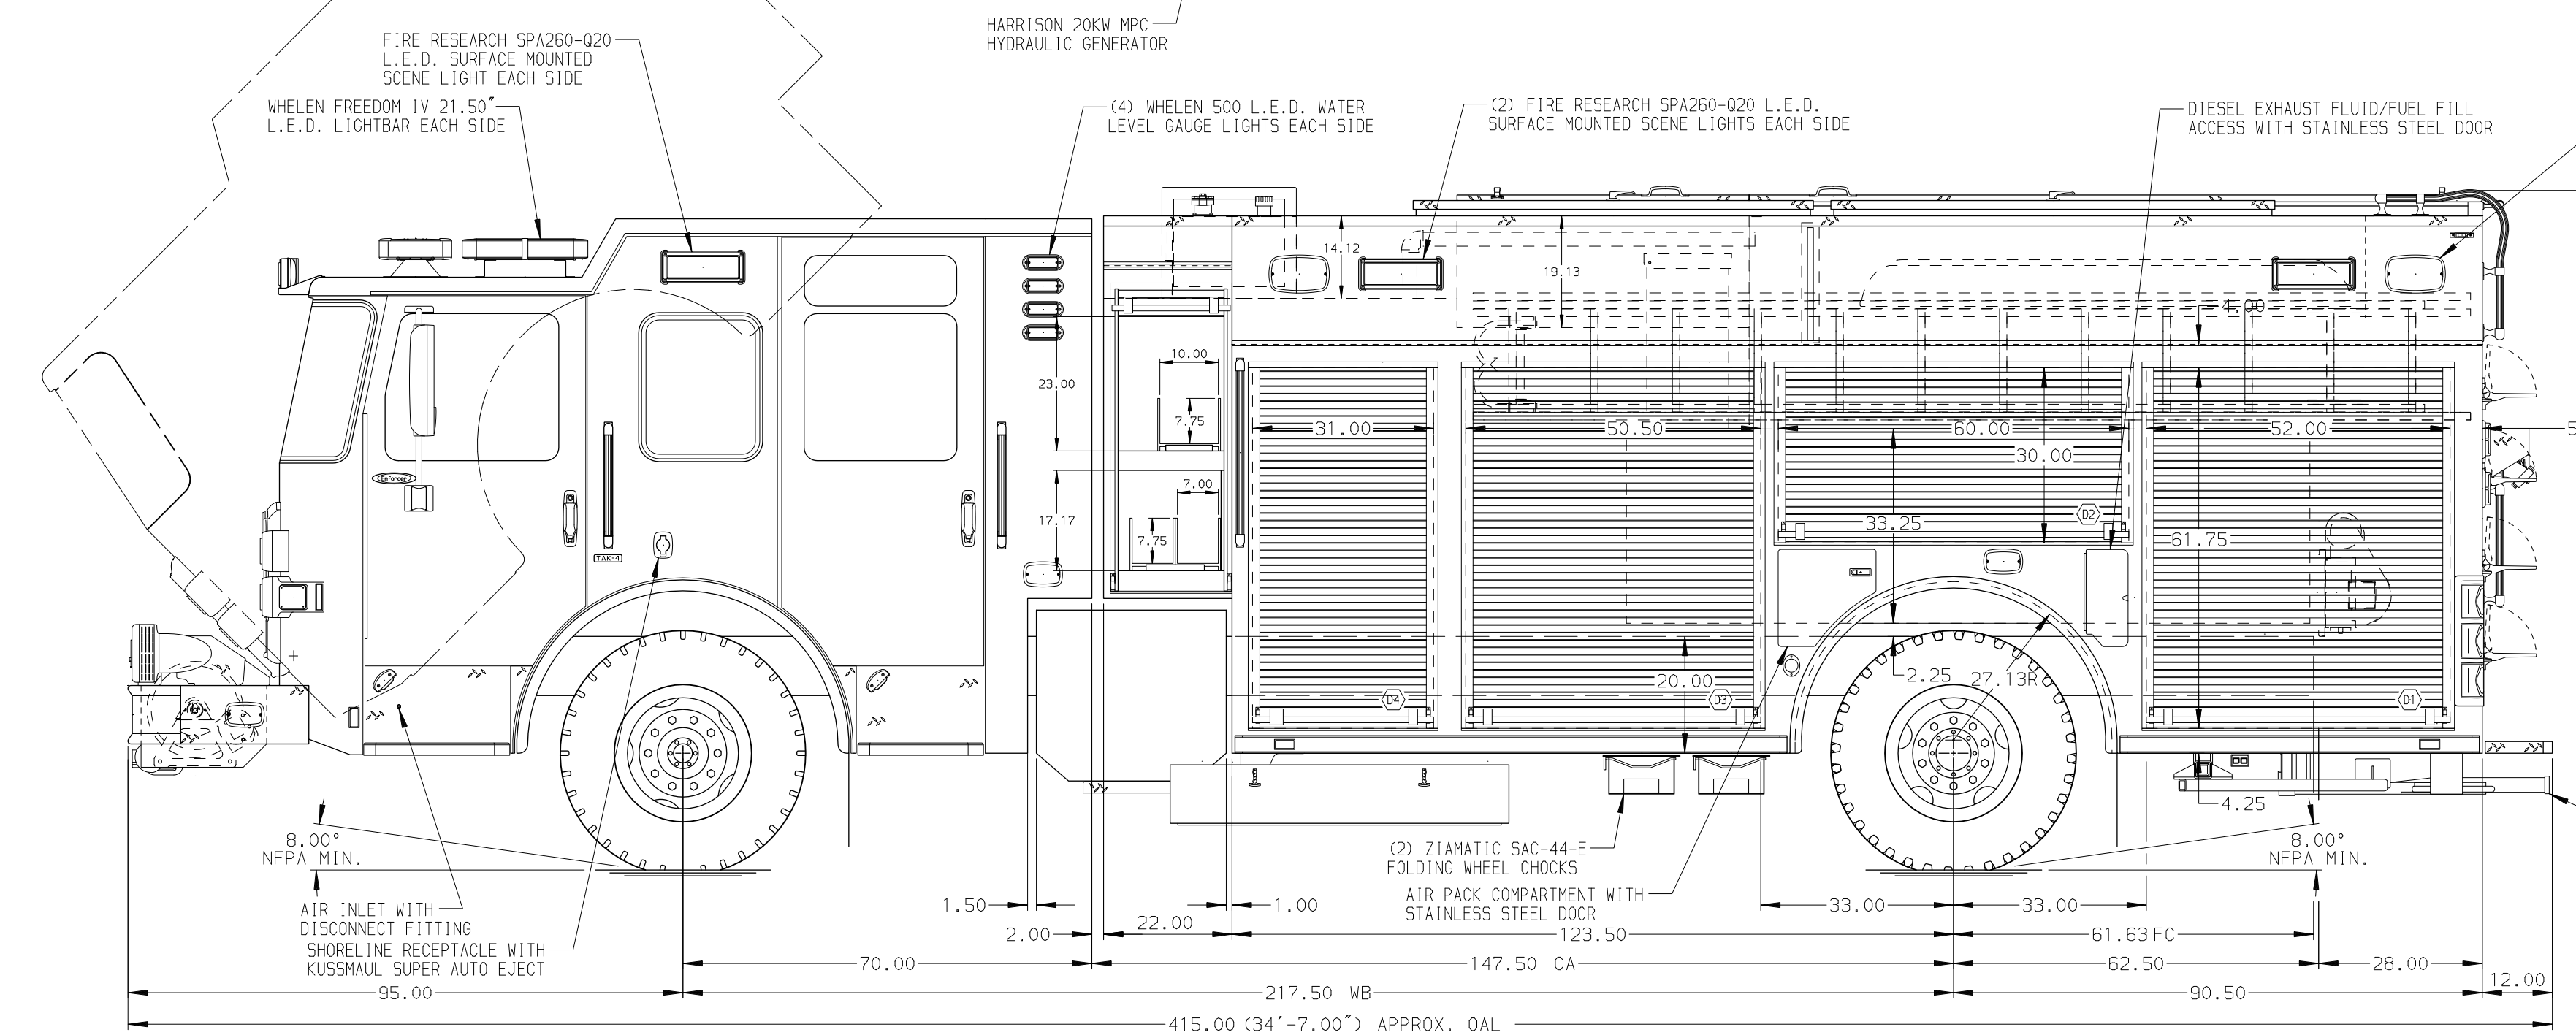 HARRISON 20KW MPC
HYDRAULIC GENERATOR
FIRE RESEARCH SPA260-Q20
L.E.D. SURFACE MOUNTED
SCENE LIGHT EACH SIDE
WHELEN FREEDOM IV 21.50"
L.E.D. LIGHTBAR EACH SIDE
(4) WHELEN 500 L.E.D. WATER
LEVEL GAUGE LIGHTS EACH SIDE
(2) FIRE RESEARCH SPA260-Q20 L.E.D.
SURFACE MOUNTED SCENE LIGHTS EACH SIDE
DIESEL EXHAUST FLUID/FUEL FILL
ACCESS WITH STAINLESS STEEL DOOR
14.12
19.13
4.00
10.00
23.00
7.75
31.00
50.50
60.00
52.00
5
30.00
Enforcer
7.00
17.17
7.75
D2
33.25
61.75
TAK-4
2.25
27.13R
20.00
D4
D3
D1
4.25
8.00°
NFPA MIN.
8.00°
NFPA MIN.
(2) ZIAMATIC SAC-44-E
FOLDING WHEEL CHOCKS
AIR PACK COMPARTMENT WITH
STAINLESS STEEL DOOR
AIR INLET WITH
DISCONNECT FITTING
SHORELINE RECEPTACLE WITH
KUSSMAUL SUPER AUTO EJECT
1.50
1.00
33.00
33.00
2.00
22.00
123.50
61.63 FC
70.00
147.50 CA
62.50
28.00
95.00
217.50 WB
90.50
12.00
415.00 (34'-7.00") APPROX. OAL